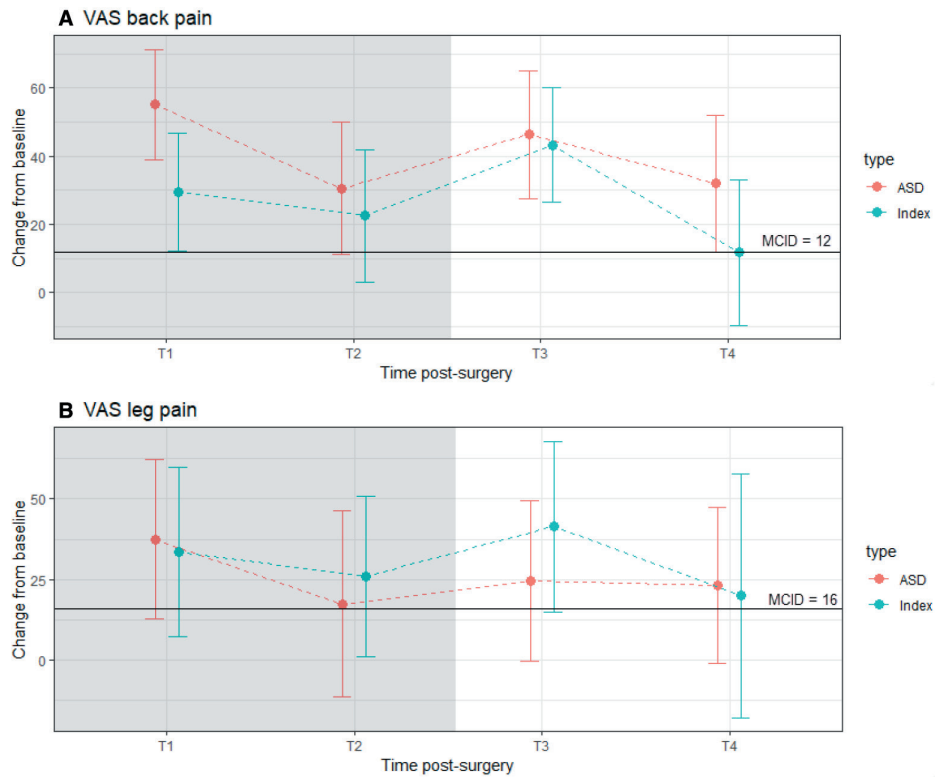 A VAS back pain
Change from baseline
60
40
20
0
MCID = 12
T1 T2 T3 T4
Time post-surgery
type
ASD
Index
B VAS leg pain
Change from baseline
50
25
0
MCID = 16
T1 T2 T3 T4
Time post-surgery
type
ASD
Index